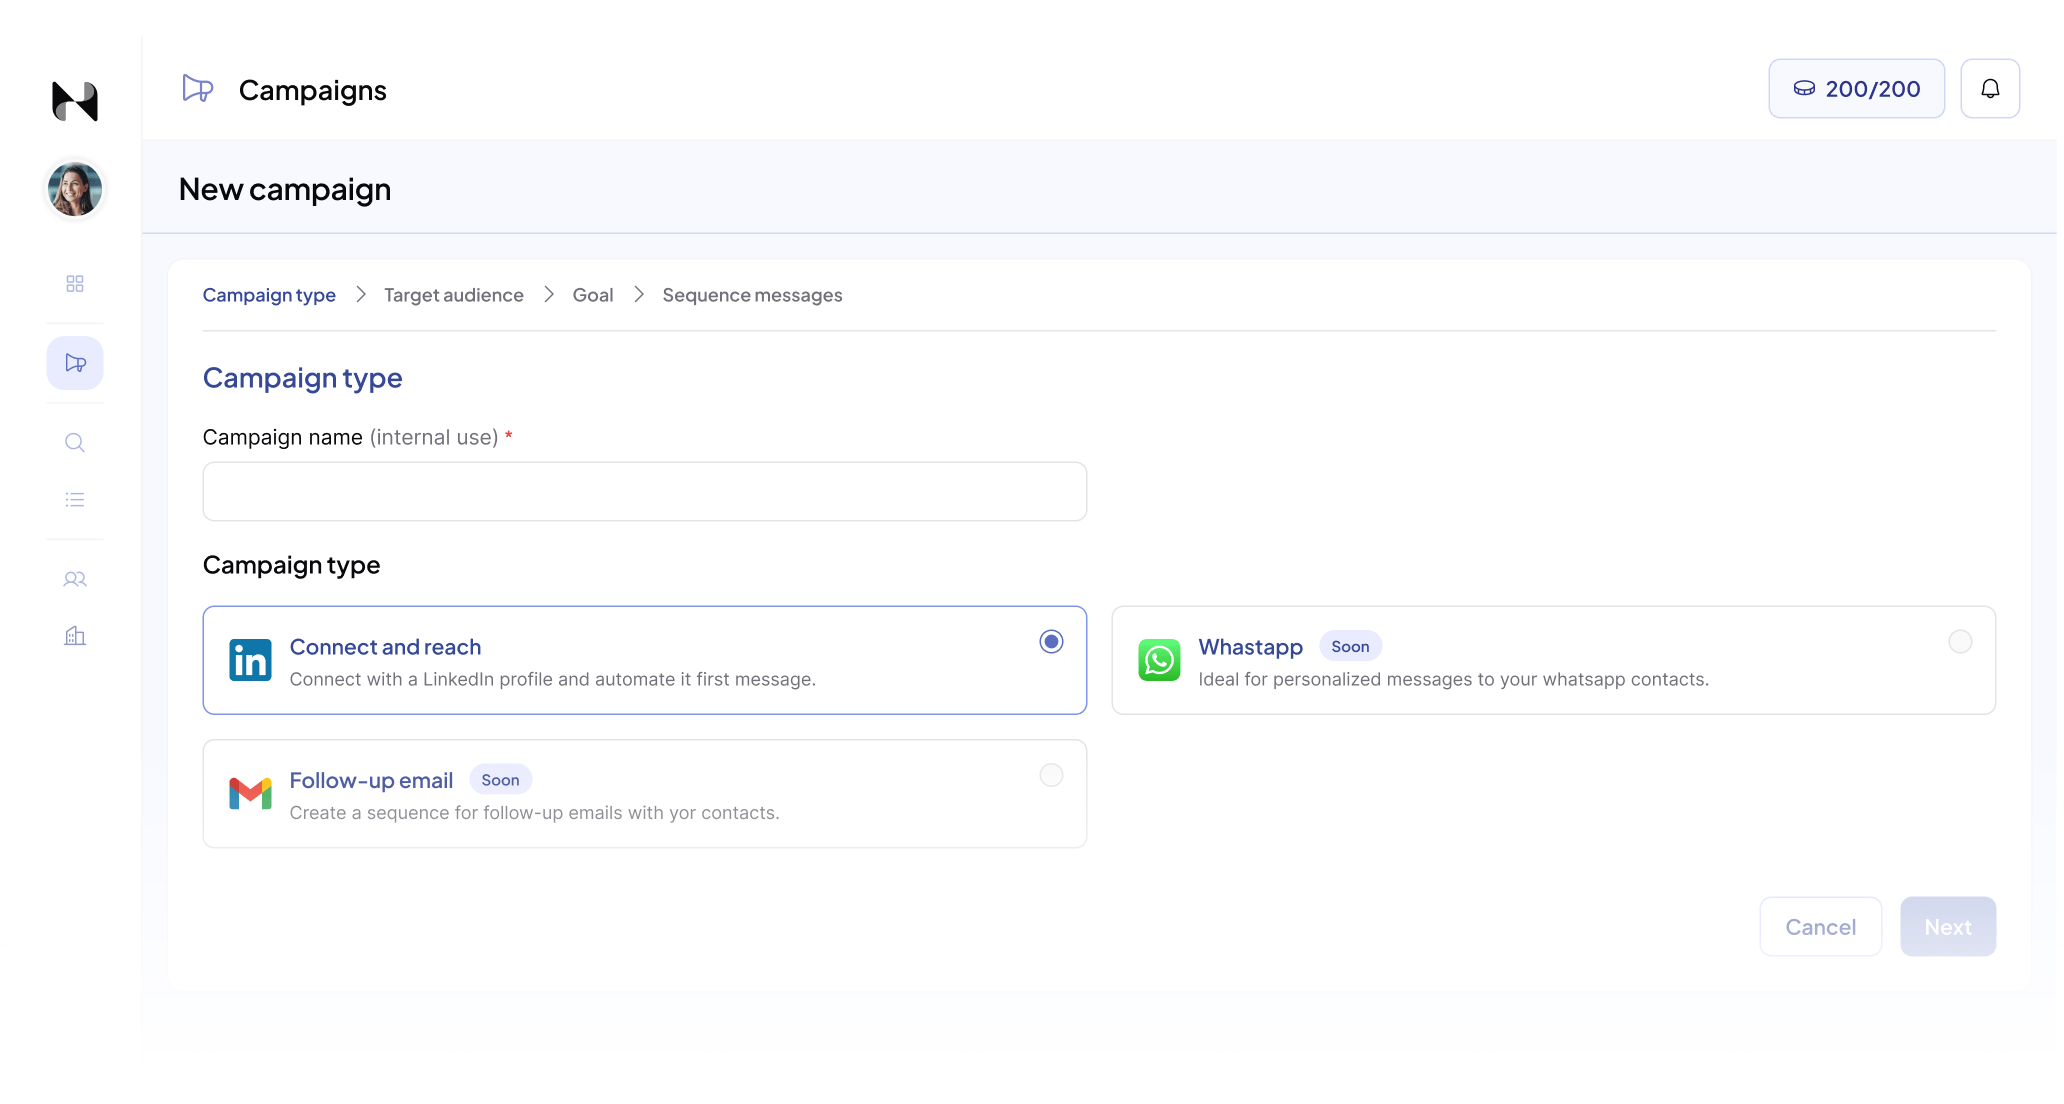 Campaigns
200/200
New campaign
Campaign type > Target audience > Goal > Sequence messages
Campaign type
Campaign name (internal use) *
Campaign type
Connect and reach
Connect with a LinkedIn profile and automate it first message.
Whastapp Soon
Ideal for personalized messages to your whatsapp contacts.
Follow-up email Soon
Create a sequence for follow-up emails with yor contacts.
Cancel Next